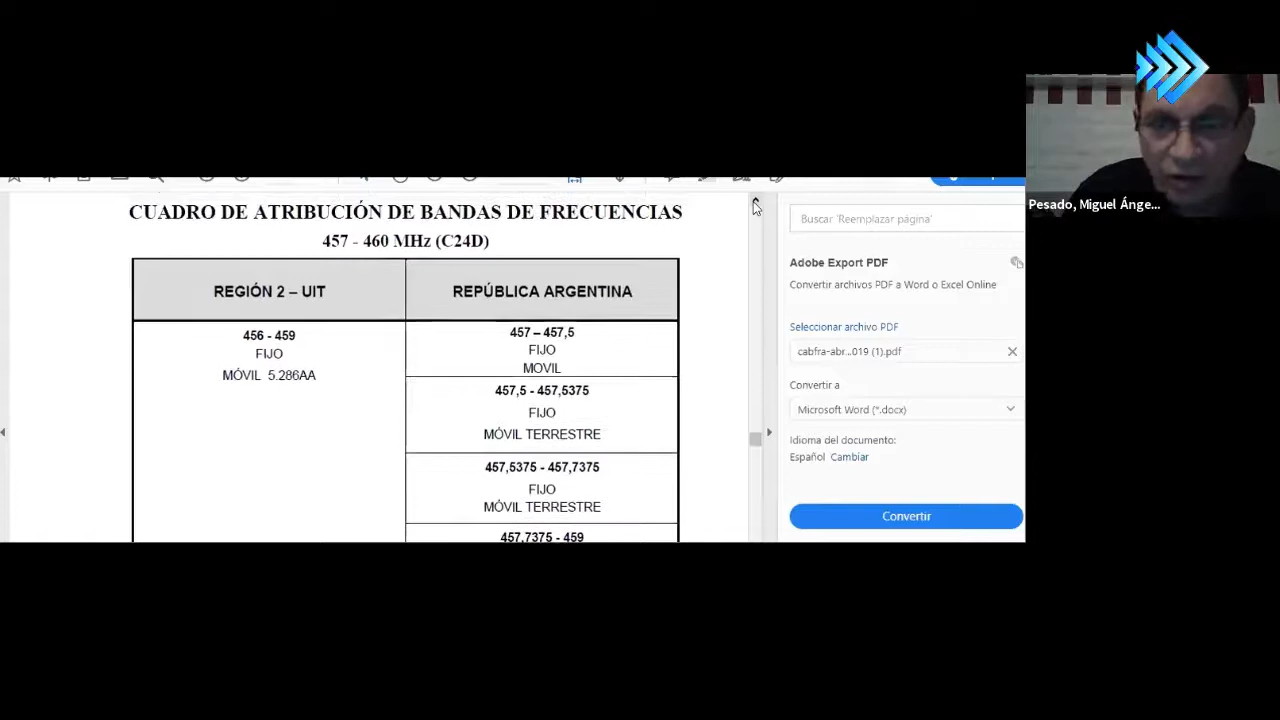 CUADRO DE ATRIBUCIÓN DE BANDAS DE FRECUENCIAS
457 - 460 MHz (C24D)
REGIÓN 2 – UIT
REPÚBLICA ARGENTINA
456 - 459
FIJO
MÓVIL 5.286AA
457 – 457,5
FIJO
MOVIL
457,5 - 457,5375
FIJO
MÓVIL TERRESTRE
457,5375 - 457,7375
FIJO
MÓVIL TERRESTRE
457,7375 - 459
Buscar 'Reemplazar página'
Adobe Export PDF
Convertir archivos PDF a Word o Excel Online
Seleccionar archivo PDF
cabfra-abr...019 (1).pdf
Convertir a
Microsoft Word (*.docx)
Idioma del documento:
Español Cambiar
Convertir
Pesado, Miguel Ánge...